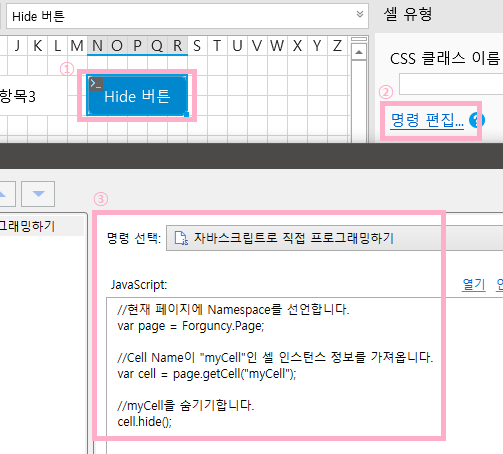 Hide 버튼
셀 유형
J K L M N O P Q R S T U V W X Y Z
CSS 클래스 이름
①
항목3
Hide 버튼
②
명령 편집...
?
③
그래밍하기
명령 선택: 자바스크립트로 직접 프로그래밍하기
JavaScript:
열기
//현재 페이지에 Namespace를 선언합니다.
var page = Forguncy.Page;
//Cell Name이 "myCell"인 셀 인스턴스 정보를 가져옵니다.
var cell = page.getCell("myCell");
//myCell을 숨기기합니다.
cell.hide();